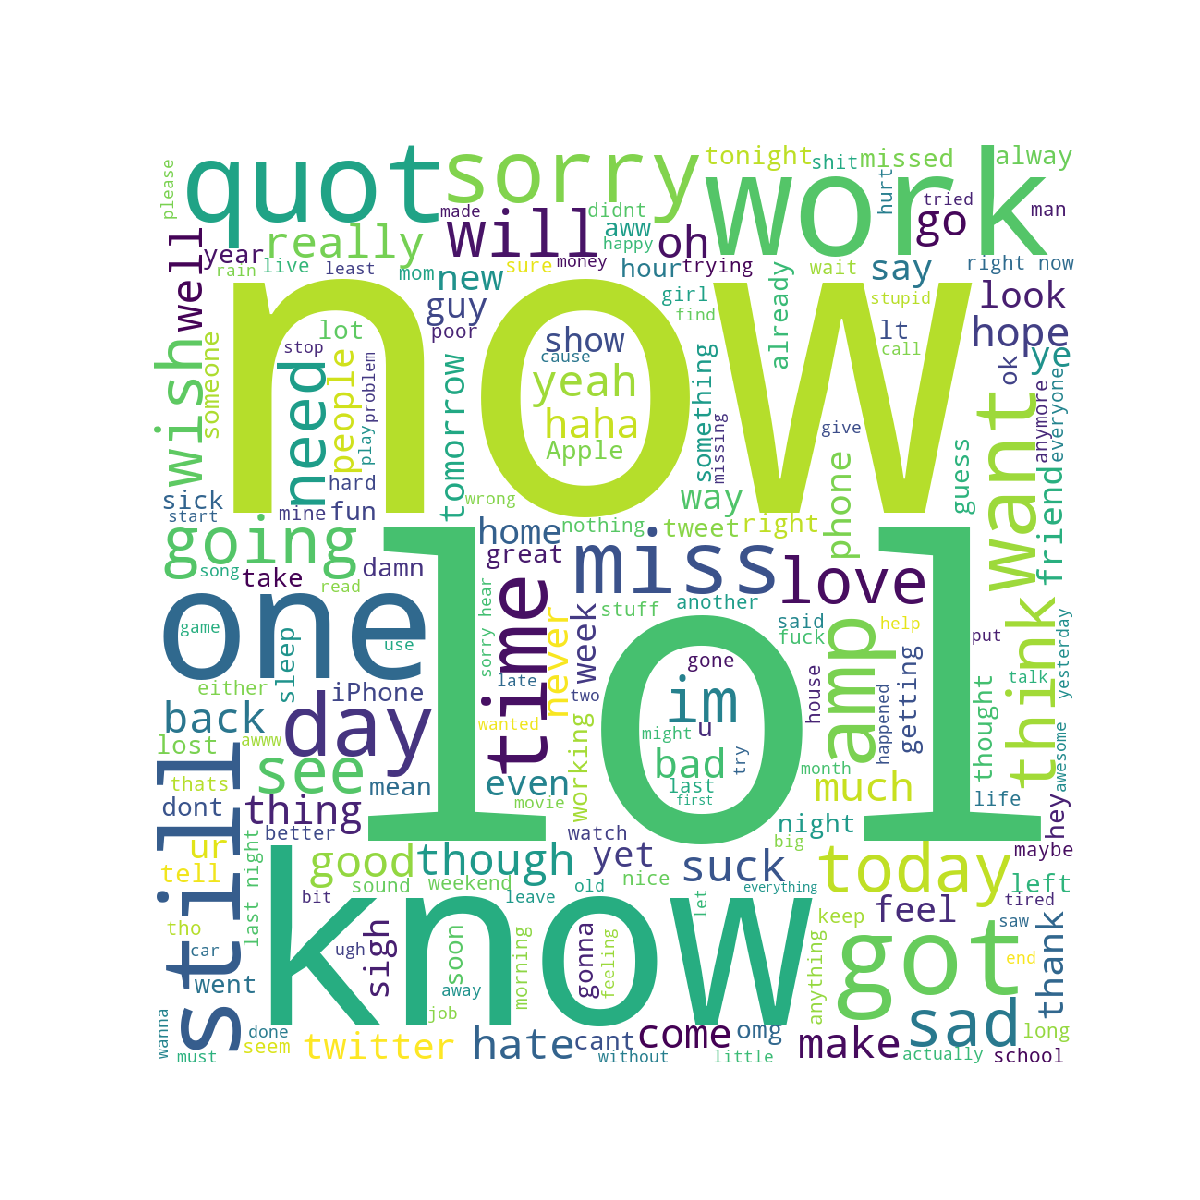 please
quot
sorry
tonight
shit
missed
hurt
alway
work
tried
man
go
made
didnt
aww
happy
will
oh
really
year
well
rain
live
least
mom
new
sure
money
hour
trying
already
wait
say
right now
look
stupid
girl
find
guy
lot
poor
stop
show
cause
now
lt
call
hope
ye
ok
wish
someone
need
people
problem
play
tomorrow
yeah
haha
Apple
something
missing
give
anymore
everyone
want
sick
start
hard
mine
fun
wrong
way
phone
guess
friend
going
song
take
damn
read
home
nothing
tweet
right
great
miss
love
lol
one
game
use
time
sorry hear
never
week
stuff
another
said
fuck
help
put
amp
think
yesterday
talk
sleep
either
iPhone
late
two
wanted
gone
im
u
might
house
happened
getting
thought
awesome
back
day
lost
awww
thats
see
mean
even
movie
working
bad
try
last
first
month
much
life
hey
still
dont
thing
better
watch
night
big
maybe
ur
tell
last night
good
though
yet
suck
today
left
sound
weekend
nice
everything
let
know
bit
leave
old
keep
feel
saw
tired
tho
car
ugh
sigh
soon
morning
gonna
feeling
anything
got
thank
end
went
away
job
sad
long
wanna
must
done
seem
twitter
hate
cant
without
come
omg
little
make
actually
school